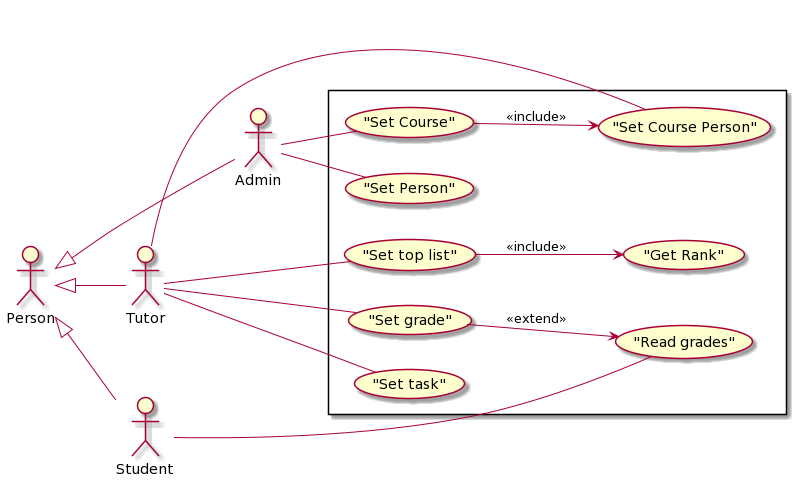 "Set Course"
«include»
"Set Course Person"
Admin
"Set Person"
"Set top list"
«include»
"Get Rank"
Person
Tutor
"Set grade"
«extend»
"Read grades"
"Set task"
Student